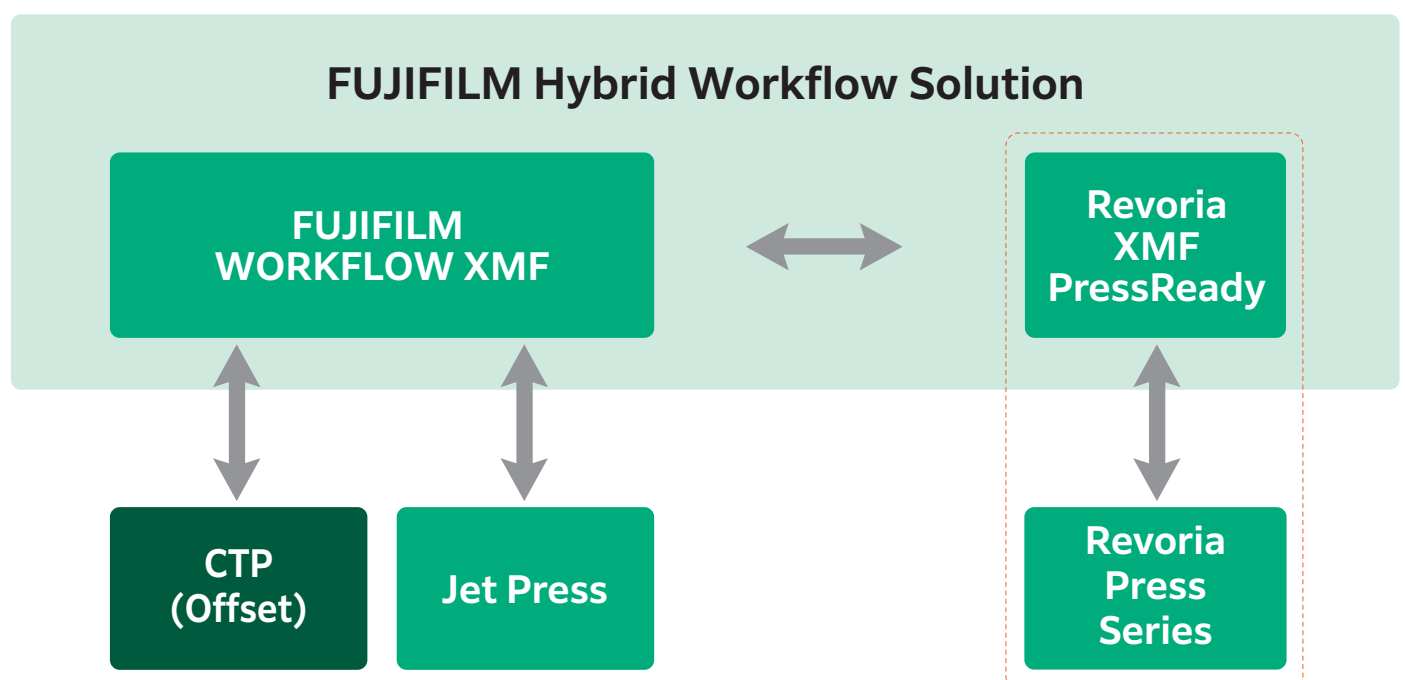 FUJIFILM Hybrid Workflow Solution
FUJIFILM
WORKFLOW XMF
Revoria
XMF
PressReady
CTP
(Offset)
Jet Press
Revoria
Press
Series